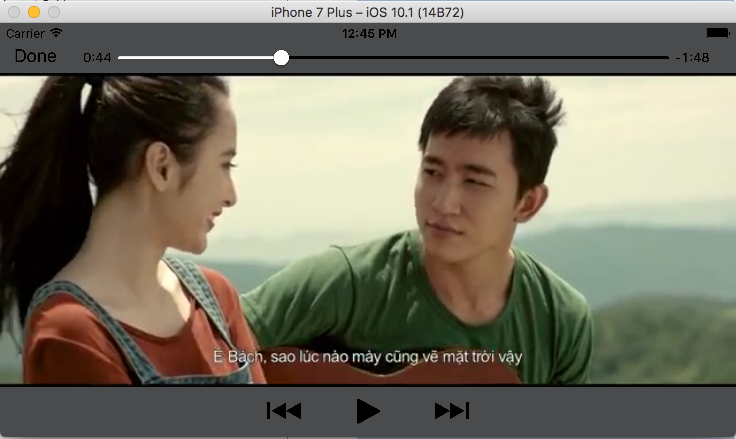 iPhone 7 Plus – iOS 10.1 (14B72)
Carrier 12:45 PM
Done 0:44 -1:48
Ê Bách, sao lúc nào mày cũng vẽ mặt trời vậy